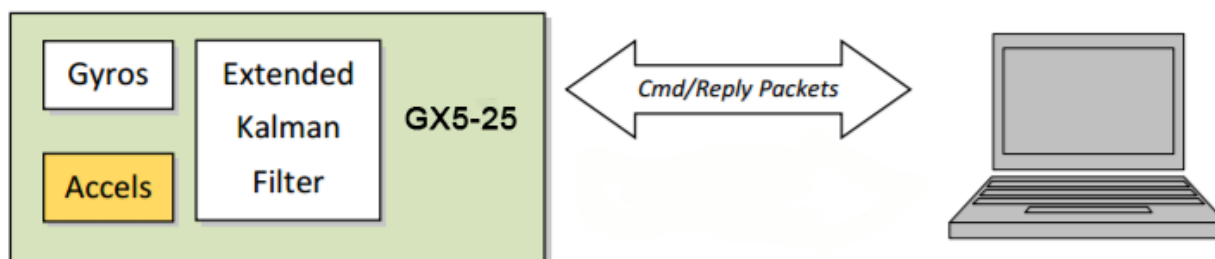 Gyros
Accels
Extended
Kalman
Filter
GX5-25
Cmd/Reply Packets